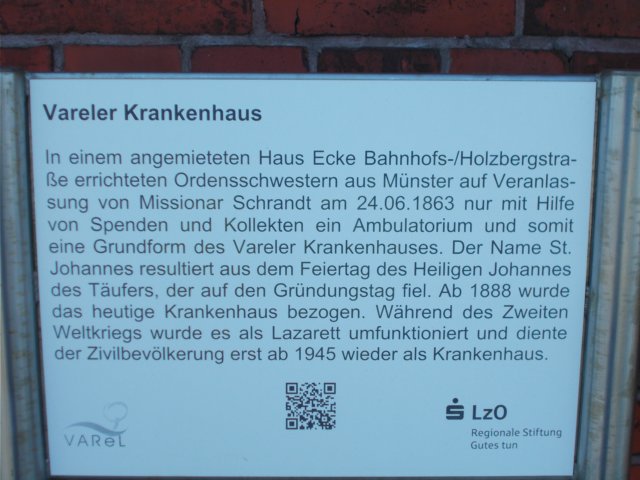 Vareler Krankenhaus
In einem angemieteten Haus Ecke Bahnhofs-/Holzbergstra-
ße errichteten Ordensschwestern aus Münster auf Veranlas-
sung von Missionar Schrandt am 24.06.1863 nur mit Hilfe
von Spenden und Kollekten ein Ambulatorium und somit
eine Grundform des Vareler Krankenhauses. Der Name St.
Johannes resultiert aus dem Feiertag des Heiligen Johannes
des Täufers, der auf den Gründungstag fiel. Ab 1888 wurde
das heutige Krankenhaus bezogen. Während des Zweiten
Weltkriegs wurde es als Lazarett umfunktioniert und diente
der Zivilbevölkerung erst ab 1945 wieder als Krankenhaus.
VAReL
LzO
Regionale Stiftung
Gutes tun